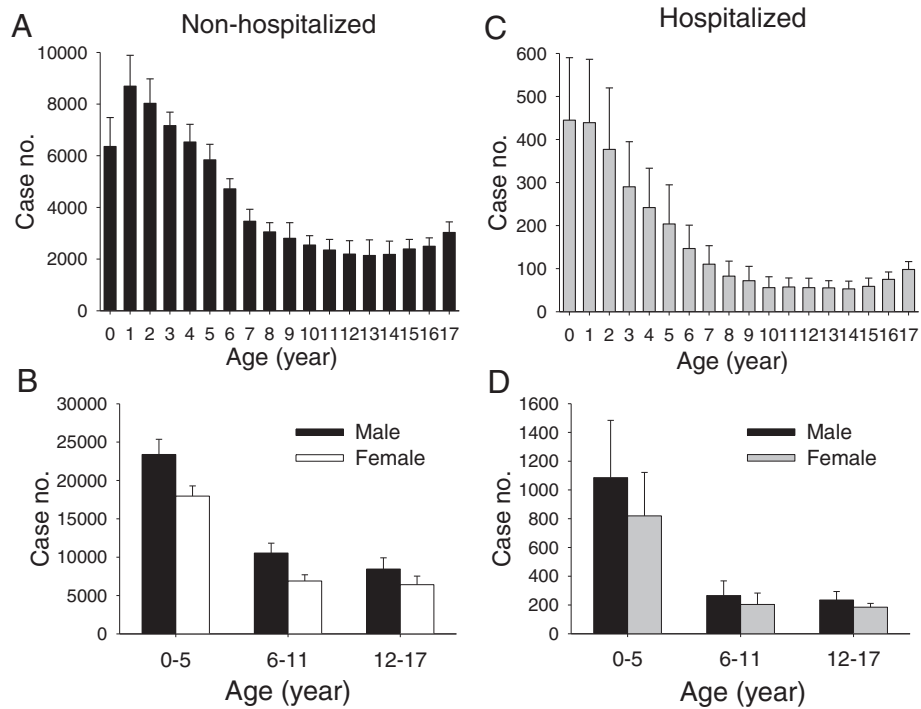 A
Non-hospitalized
10000
8000
6000
4000
2000
0
Case no.
0 1 2 3 4 5 6 7 8 9 10 11 12 13 14 15 16 17
Age (year)
C
Hospitalized
600
500
400
300
200
100
0
Case no.
0 1 2 3 4 5 6 7 8 9 10 11 12 13 14 15 16 17
Age (year)
B
30000
25000
20000
15000
10000
5000
0
Case no.
Male
Female
0-5 6-11 12-17
Age (year)
D
1600
1400
1200
1000
800
600
400
200
0
Case no.
Male
Female
0-5 6-11 12-17
Age (year)